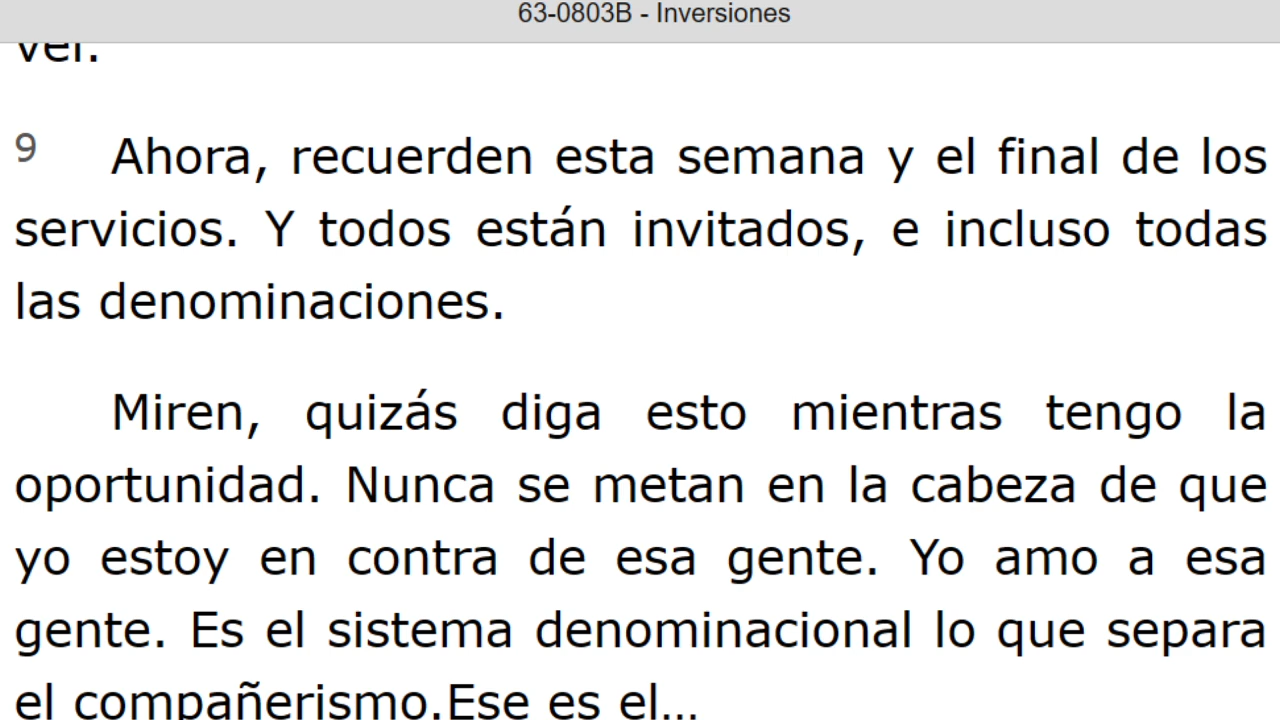 63-0803B - Inversiones
ver.
9 Ahora, recuerden esta semana y el final de los
servicios. Y todos están invitados, e incluso todas
las denominaciones.
Miren, quizás diga esto mientras tengo la
oportunidad. Nunca se metan en la cabeza de que
yo estoy en contra de esa gente. Yo amo a esa
gente. Es el sistema denominacional lo que separa
el compañerismo.Ese es el…